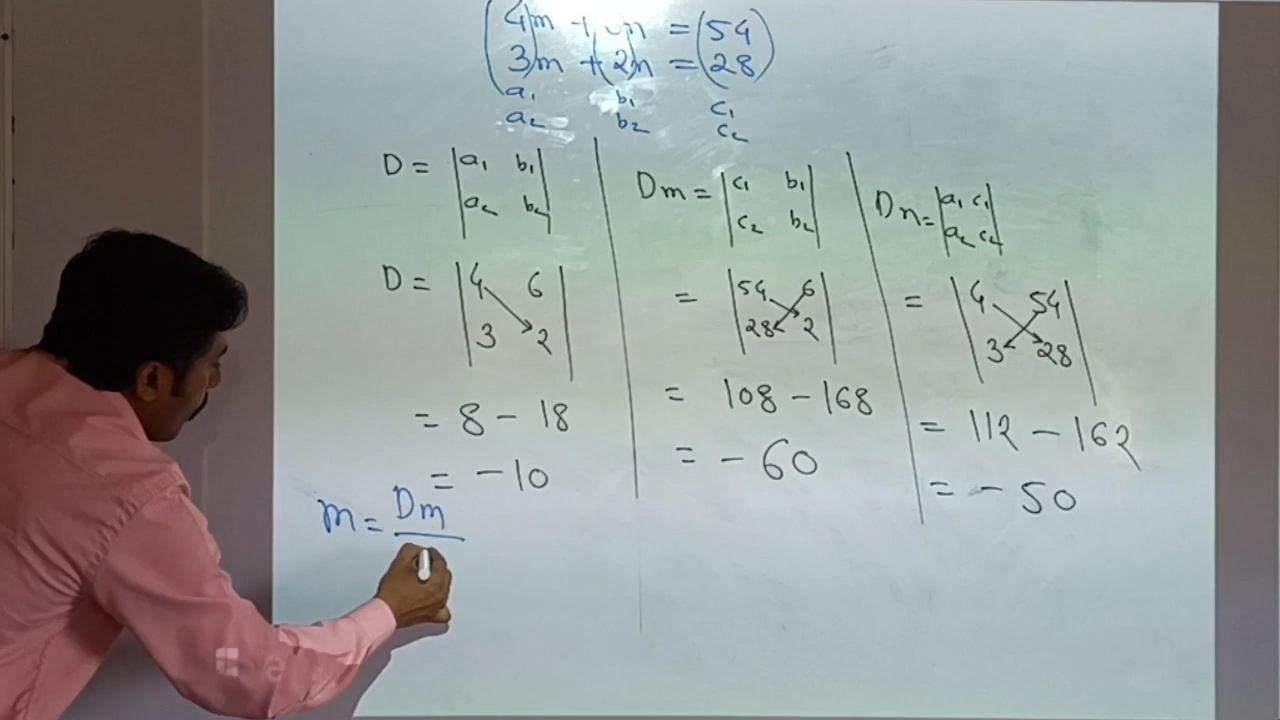 4m + n = 54
3m + 2n = 28
a₁ b₁ c₁
a₂ b₂ c₂
D = |a₁ b₁|
|a₂ b₂|
D = |4 6|
|3 2|
= 8 - 18
= -10
m = Dm
Dm = |c₁ b₁|
|c₂ b₂|
= |54 6|
|28 2|
= 108 - 168
= -60
Dn = |a₁ c₁|
|a₂ c₂|
= |4 54|
|3 28|
= 112 - 162
= -50